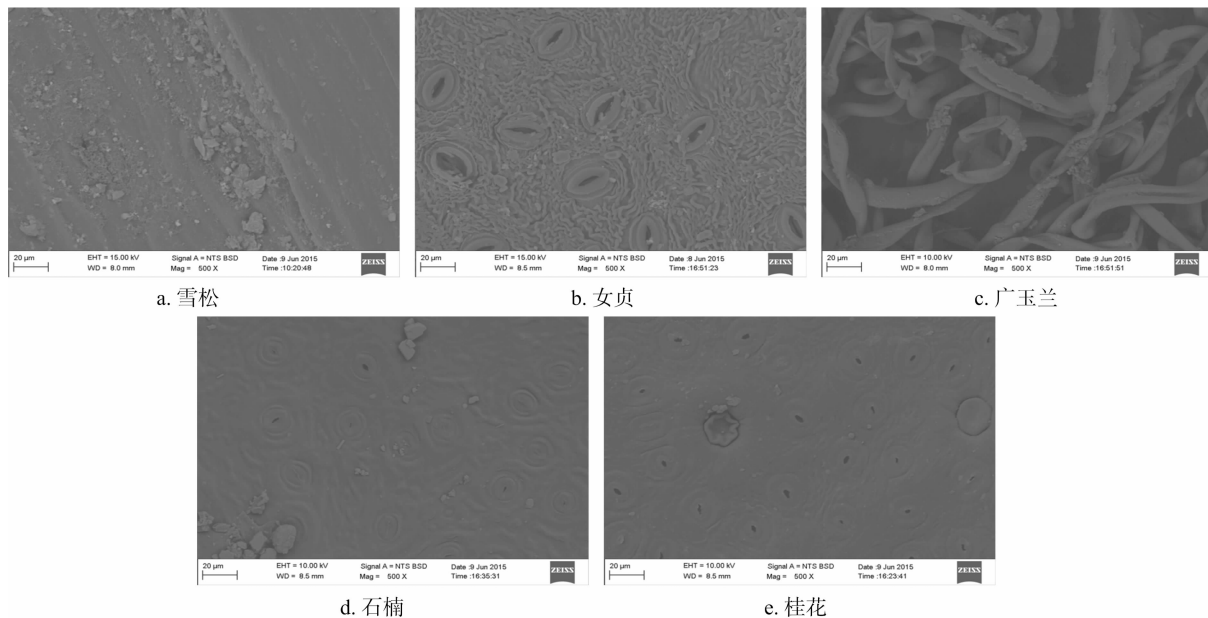 20 μm
EHT = 15.00 kV Signal A = NTS BSD Date :9 Jun 2015
WD = 8.0 mm Mag = 500 X Time :10:20:48
ZEISS
a. 雪松
20 μm
EHT = 15.00 kV Signal A = NTS BSD Date :8 Jun 2015
WD = 8.5 mm Mag = 500 X Time :16:51:23
ZEISS
b. 女贞
20 μm
EHT = 10.00 kV Signal A = NTS BSD Date :9 Jun 2015
WD = 8.0 mm Mag = 500 X Time :16:51:51
ZEISS
c. 广玉兰
20 μm
EHT = 10.00 kV Signal A = NTS BSD Date :9 Jun 2015
WD = 8.5 mm Mag = 500 X Time :16:35:31
ZEISS
d. 石楠
20 μm
EHT = 10.00 kV Signal A = NTS BSD Date :9 Jun 2015
WD = 8.5 mm Mag = 500 X Time :16:23:41
ZEISS
e. 桂花